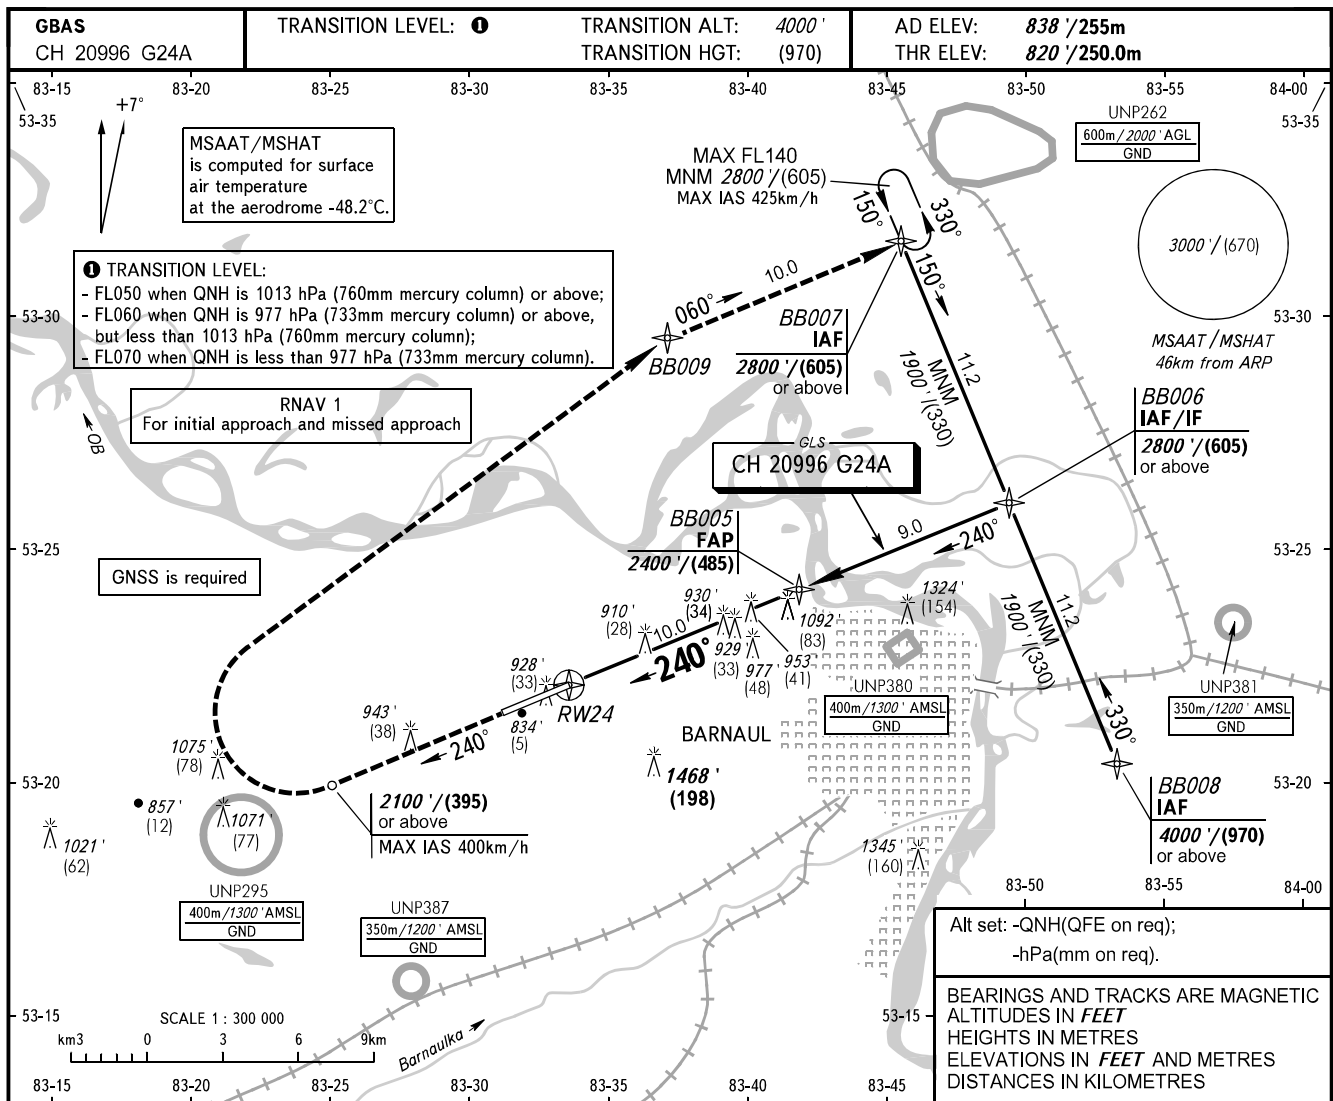 GBAS
CH 20996 G24A
TRANSITION LEVEL: ❶
TRANSITION ALT: 4000 '
TRANSITION HGT: (970)
AD ELEV: 838 '/255m
THR ELEV: 820 '/250.0m
83-15 83-20 83-25 83-30 83-35 83-40 83-45 83-50 83-55 84-00
53-35
53-35
+7°
MSAAT/MSHAT
is computed for surface
air temperature
at the aerodrome -48.2°C.
MAX FL140
MNM 2800 '/(605)
MAX IAS 425km/h
150°
330°
UNP262
600m/2000 ' AGL
GND
3000 '/(670)
MSAAT/MSHAT
46km from ARP
❶ TRANSITION LEVEL:
- FL050 when QNH is 1013 hPa (760mm mercury column) or above;
- FL060 when QNH is 977 hPa (733mm mercury column) or above,
but less than 1013 hPa (760mm mercury column);
- FL070 when QNH is less than 977 hPa (733mm mercury column).
060°
10.0
150°
53-30
53-30
BB009
BB007
IAF
2800 '/(605)
or above
11.2
MNM
1900 '/(330)
RNAV 1
For initial approach and missed approach
OB
BB006
IAF/IF
2800 '/(605)
or above
GLS
CH 20996 G24A
BB005
FAP
2400 '/(485)
9.0
240°
53-25
53-25
GNSS is required
910 '
(28)
930 '
(34)
10.0
240°
929
(33)
977 '
(48)
953
(41)
1092 '
(83)
1324 '
(154)
11.2
MNM
1900 '/(330)
928 '
(33)
RW24
834 '
(5)
943 '
(38)
240°
UNP380
400m/1300 ' AMSL
GND
UNP381
350m/1200 ' AMSL
GND
BARNAUL
330°
1075 '
(78)
1468 '
(198)
53-20
53-20
BB008
IAF
4000 '/(970)
or above
2100 '/(395)
or above
MAX IAS 400km/h
857 '
(12)
1071 '
(77)
1021 '
(62)
1345 '
(160)
UNP295
400m/1300 'AMSL
GND
UNP387
350m/1200 ' AMSL
GND
83-50 83-55 84-00
Alt set: -QNH(QFE on req);
-hPa(mm on req).
BEARINGS AND TRACKS ARE MAGNETIC
ALTITUDES IN FEET
HEIGHTS IN METRES
ELEVATIONS IN FEET AND METRES
DISTANCES IN KILOMETRES
53-15
53-15
SCALE 1 : 300 000
km3 0 3 6 9km
Barnaulka
83-15 83-20 83-25 83-30 83-35 83-40 83-45